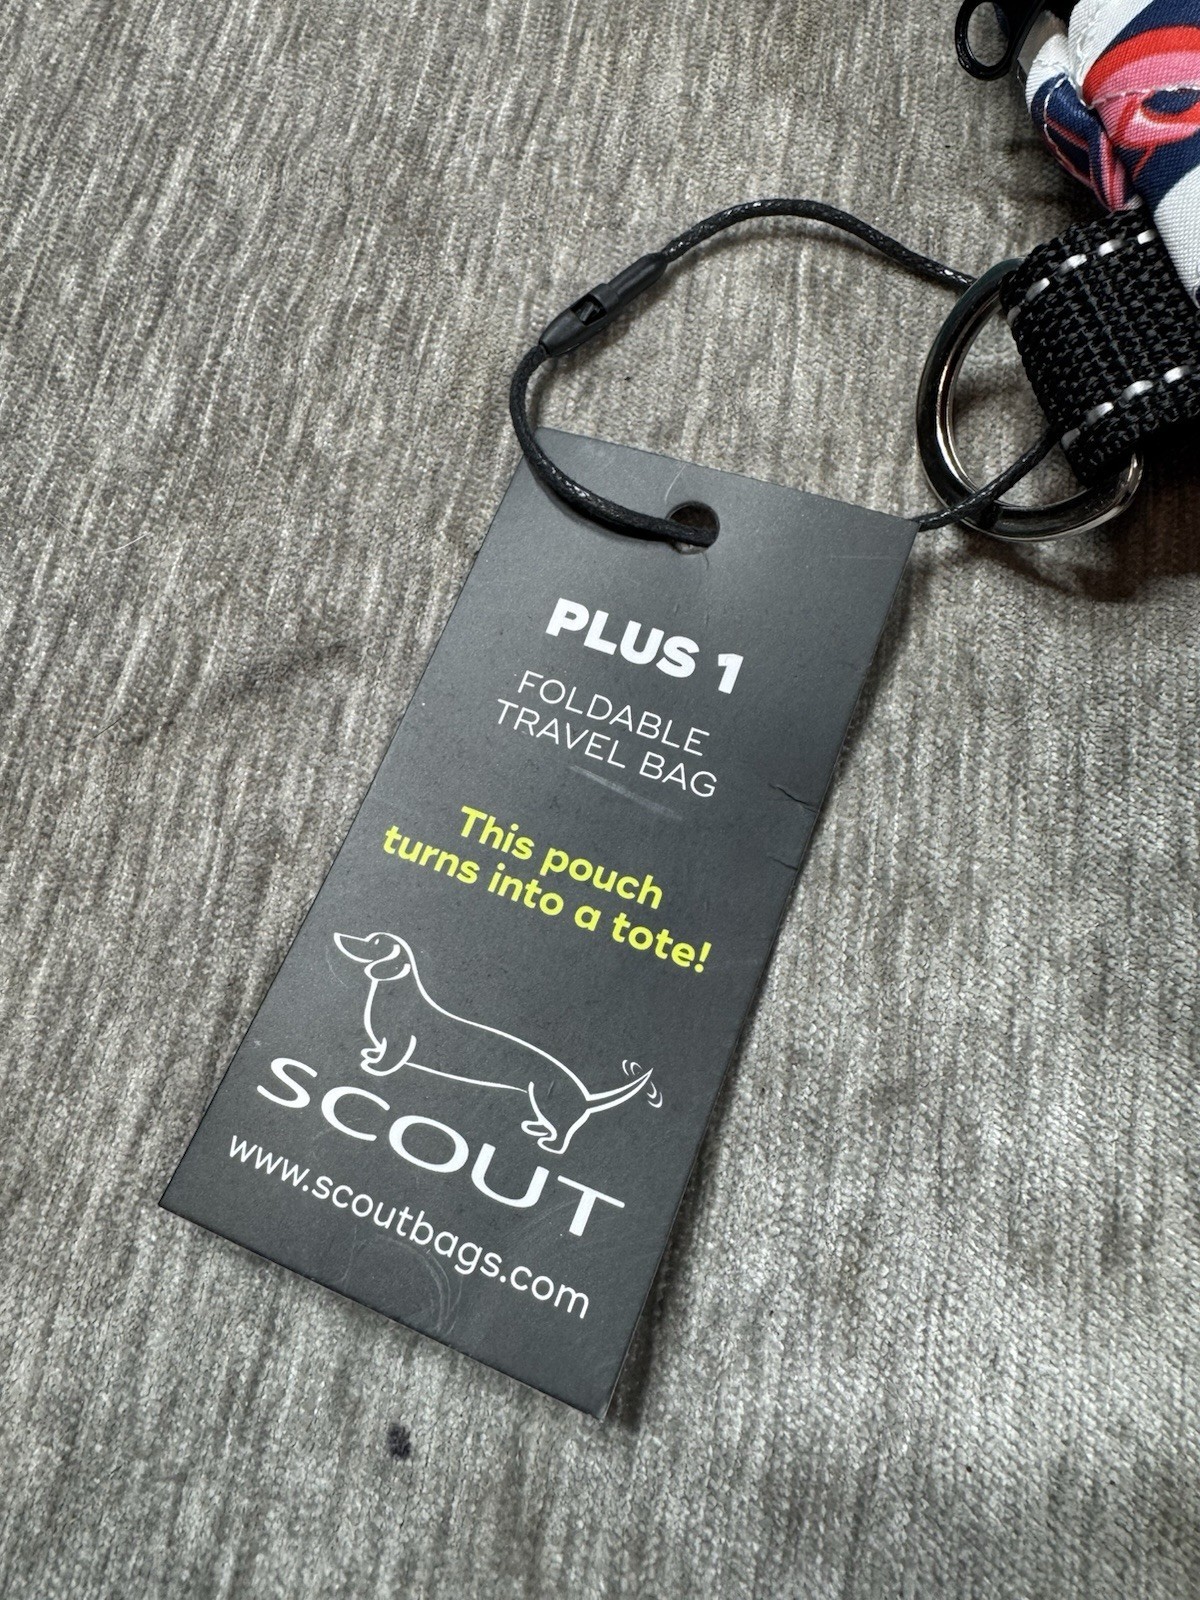 PLUS 1
FOLDABLE
TRAVEL BAG
This pouch
turns into a tote!
SCOUT
www.scoutbags.com